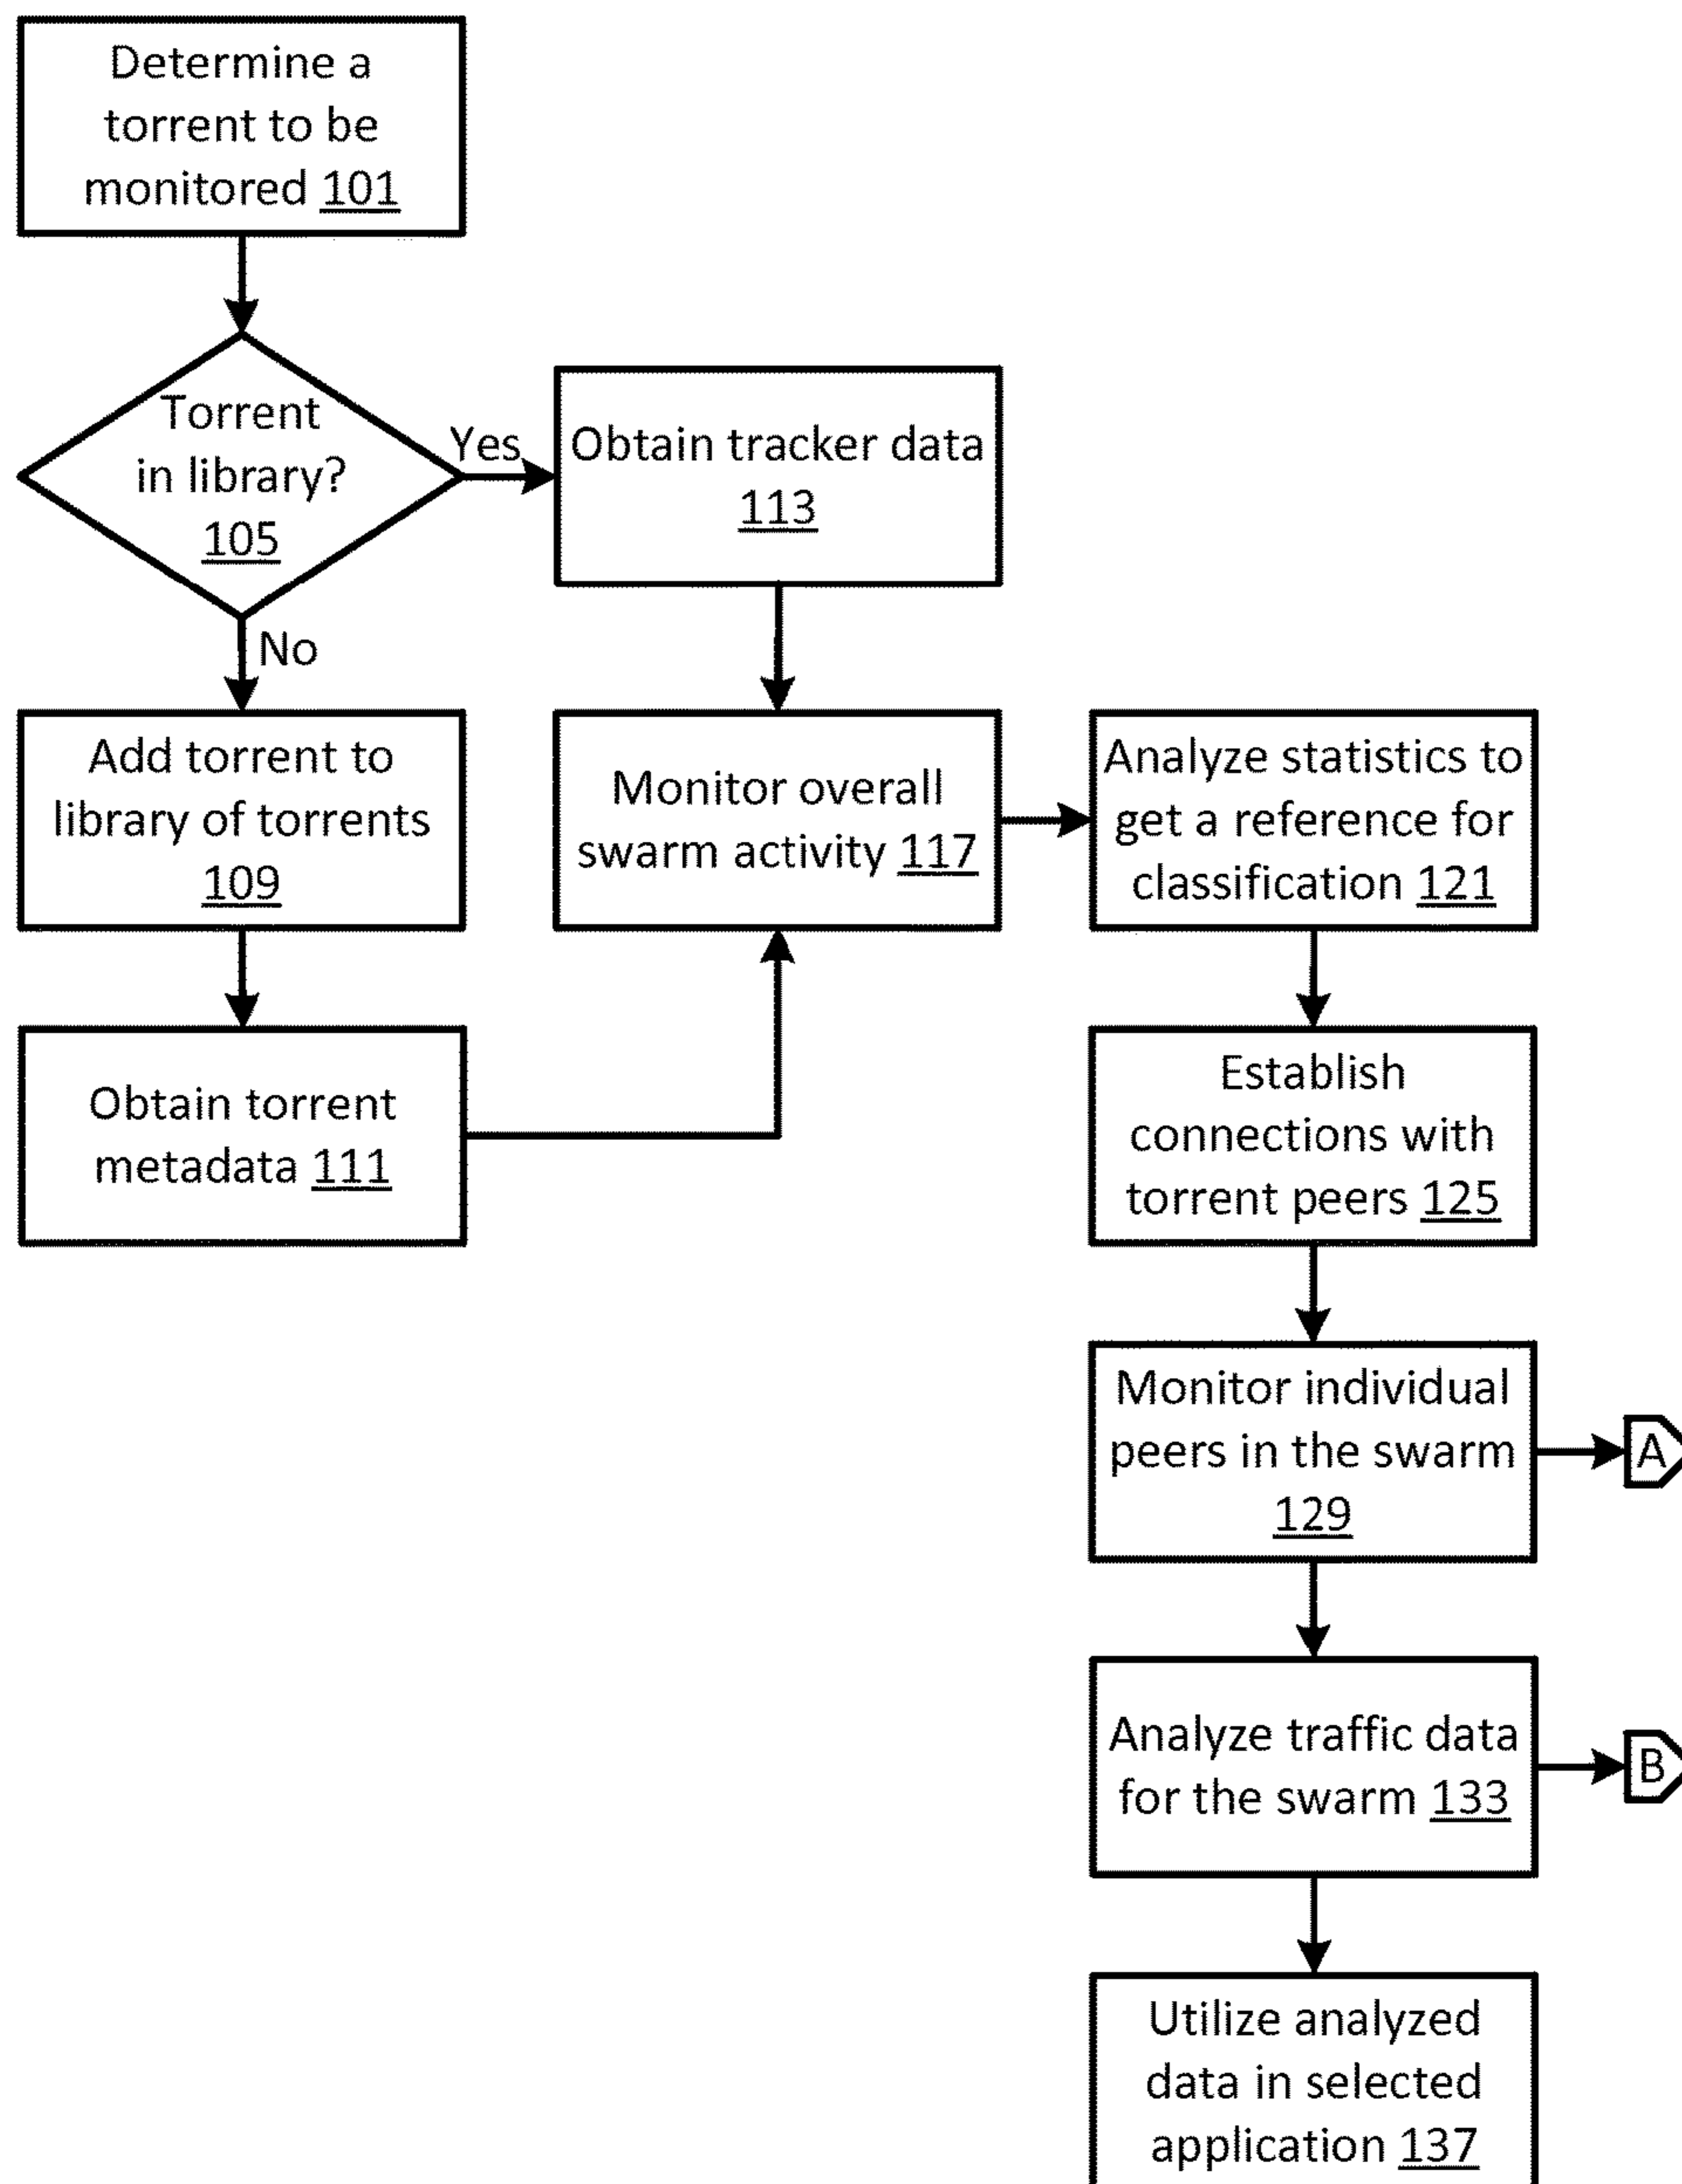 Determine a
torrent to be
monitored 101
Torrent
in library?
105
Yes
No
Obtain tracker data
113
Add torrent to
library of torrents
109
Obtain torrent
metadata 111
Monitor overall
swarm activity 117
Analyze statistics to
get a reference for
classification 121
Establish
connections with
torrent peers 125
Monitor individual
peers in the swarm
129
A
Analyze traffic data
for the swarm 133
B
Utilize analyzed
data in selected
application 137